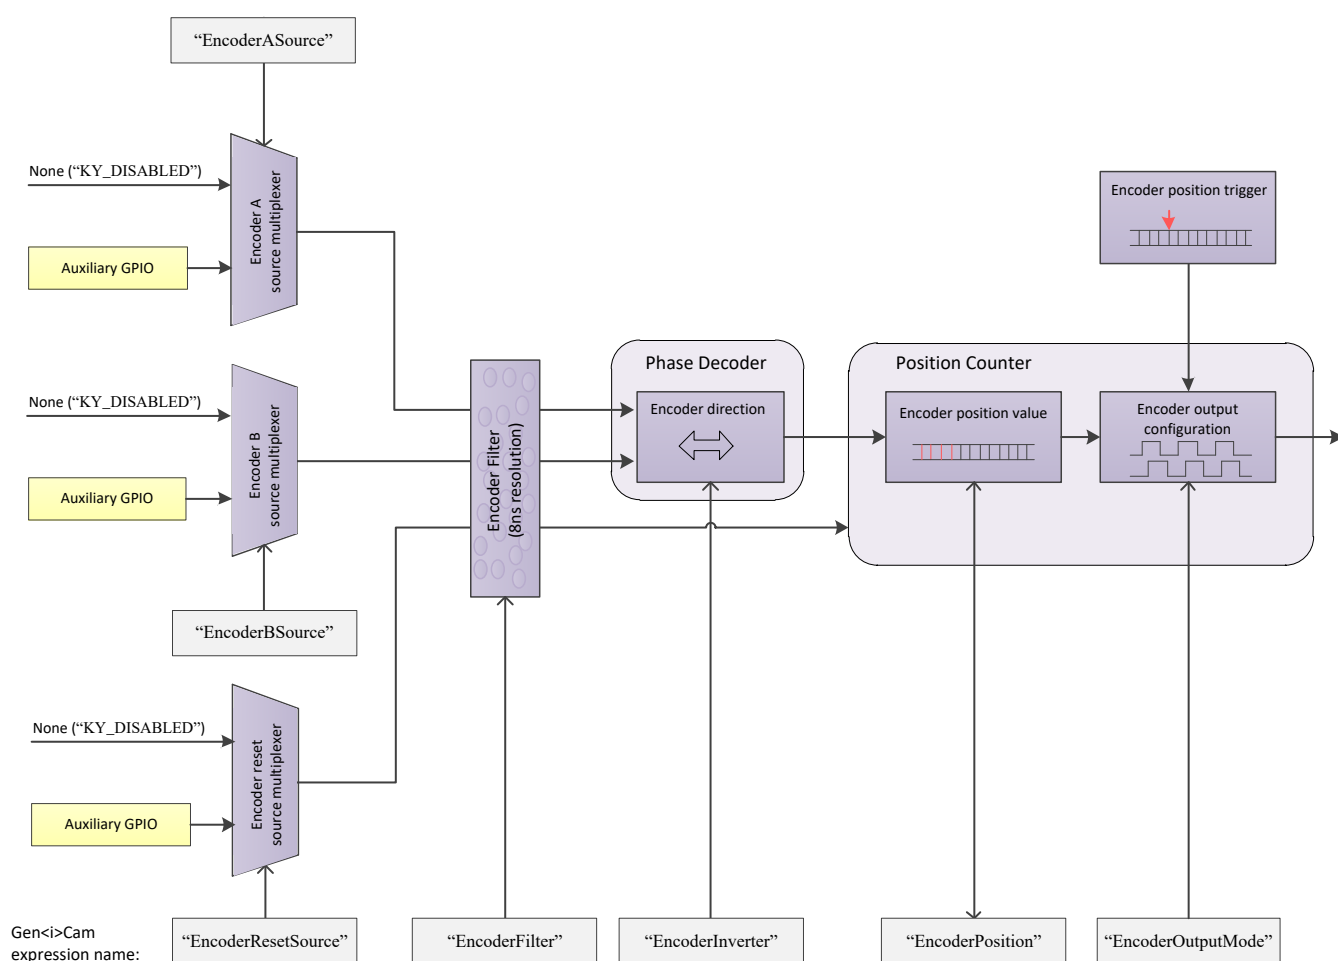 “EncoderASource”
None (“KY_DISABLED”)
Encoder A
source multiplexer
Auxiliary GPIO
Encoder position trigger
None (“KY_DISABLED”)
Encoder B
source multiplexer
Auxiliary GPIO
“EncoderBSource”
Encoder Filter
(8ns resolution)
Phase Decoder
Encoder direction
Position Counter
Encoder position value
Encoder output
configuration
None (“KY_DISABLED”)
Encoder reset
source multiplexer
Auxiliary GPIO
Gen<i>Cam
expression name:
“EncoderResetSource”
“EncoderFilter”
“EncoderInverter”
“EncoderPosition”
“EncoderOutputMode”